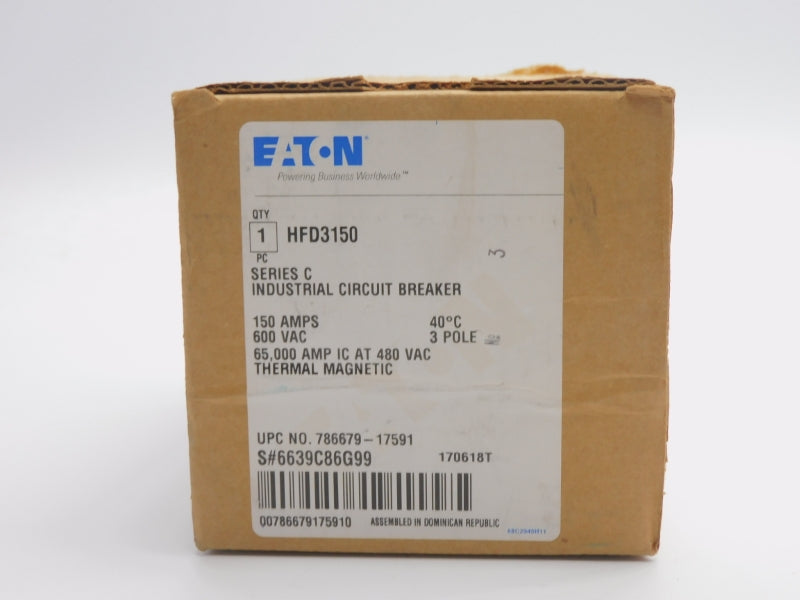 EATON
Powering Business Worldwide™
QTY
1 HFD3150
PC
3
SERIES C
INDUSTRIAL CIRCUIT BREAKER
150 AMPS 40°C
600 VAC 3 POLE
65,000 AMP IC AT 480 VAC
THERMAL MAGNETIC
UPC NO. 786679-17591
S#6639C86G99 170618T
00786679175910 ASSEMBLED IN DOMINICAN REPUBLIC